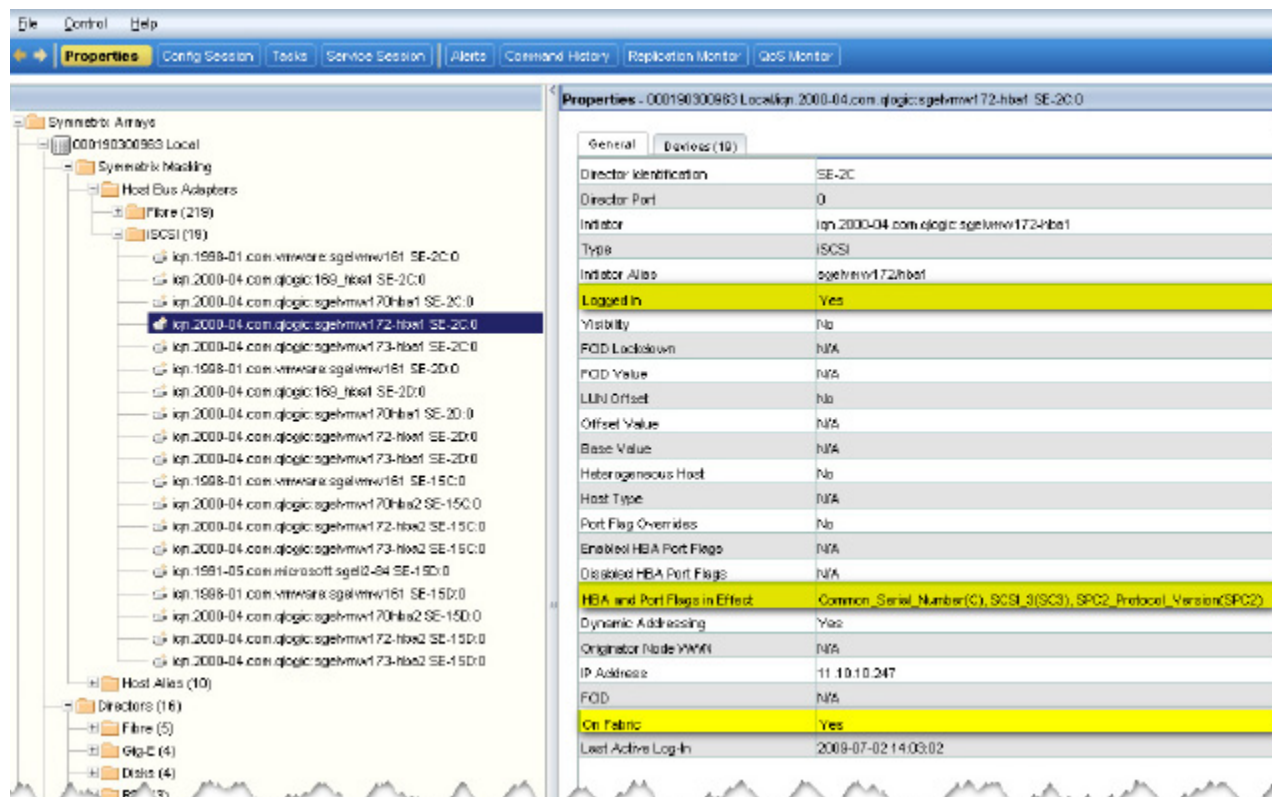 File Control Help
Properties Config Session Tasks Service Session Alerts Command History Replication Monitor QoS Monitor
Symmetrix Arrays
000190300963 Local
Symmetrix Masking
Host Bus Adapters
Fibre (219)
iSCSI (19)
iqn.1998-01.com.vmware:sgelvmw161 SE-2C:0
iqn.2000-04.com.qlogic:169_hba1 SE-2C:0
iqn.2000-04.com.qlogic:sgelvmw170hba1 SE-2C:0
iqn.2000-04.com.qlogic:sgelvmw172-hba1 SE-2C:0
iqn.2000-04.com.qlogic:sgelvmw173-hba1 SE-2C:0
iqn.1998-01.com.vmware:sgelvmw161 SE-2D:0
iqn.2000-04.com.qlogic:169_hba1 SE-2D:0
iqn.2000-04.com.qlogic:sgelvmw170hba1 SE-2D:0
iqn.2000-04.com.qlogic:sgelvmw172-hba1 SE-2D:0
iqn.2000-04.com.qlogic:sgelvmw173-hba1 SE-2D:0
iqn.1998-01.com.vmware:sgelvmw161 SE-15C:0
iqn.2000-04.com.qlogic:sgelvmw170hba2 SE-15C:0
iqn.2000-04.com.qlogic:sgelvmw172-hba2 SE-15C:0
iqn.2000-04.com.qlogic:sgelvmw173-hba2 SE-15C:0
iqn.1991-05.com.microsoft:sgeli2-84 SE-15D:0
iqn.1998-01.com.vmware:sgelvmw161 SE-15D:0
iqn.2000-04.com.qlogic:sgelvmw170hba2 SE-15D:0
iqn.2000-04.com.qlogic:sgelvmw172-hba2 SE-15D:0
iqn.2000-04.com.qlogic:sgelvmw173-hba2 SE-15D:0
Host Alias (10)
Directors (16)
Fibre (5)
Gig-E (4)
Disks (4)
Properties - 000190300963 Local/iqn.2000-04.com.qlogic:sgelvmw172-hba1 SE-2C:0
General Devices (19)
Director Identification SE-2C
Director Port 0
Initiator iqn.2000-04.com.qlogic:sgelvmw172-hba1
Type iSCSI
Initiator Alias sgelvmw172/hba1
Logged In Yes
Visibility No
FCID Lockdown N/A
FCID Value N/A
LUN Offset No
Offset Value N/A
Base Value N/A
Heterogeneous Host No
Host Type N/A
Port Flag Overrides No
Enabled HBA Port Flags N/A
Disabled HBA Port Flags N/A
HBA and Port Flags in Effect Common_Serial_Number(C), SCSI_3(SC3), SPC2_Protocol_Version(SPC2)
Dynamic Addressing Yes
Originator Node WWN N/A
IP Address 11.10.10.247
FCID N/A
On Fabric Yes
Last Active Log-In 2009-07-02 14:03:02